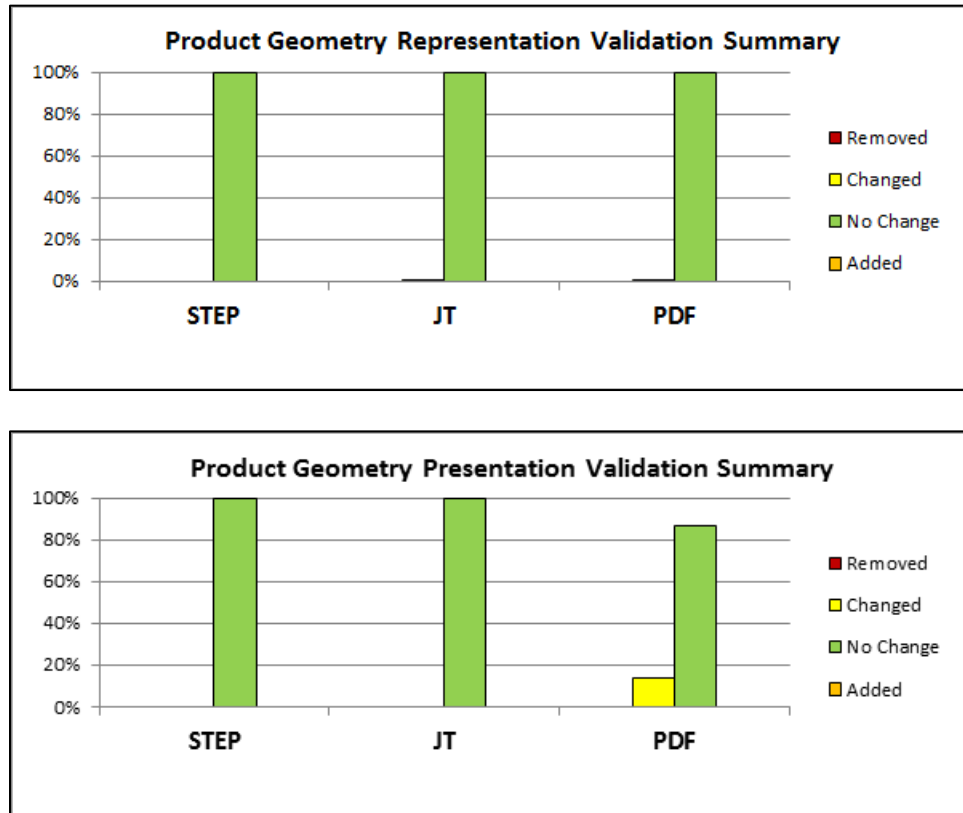 Product Geometry Representation Validation Summary
100%
80%
60%
40%
20%
0%
STEP JT PDF
Removed
Changed
No Change
Added
Product Geometry Presentation Validation Summary
100%
80%
60%
40%
20%
0%
STEP JT PDF
Removed
Changed
No Change
Added